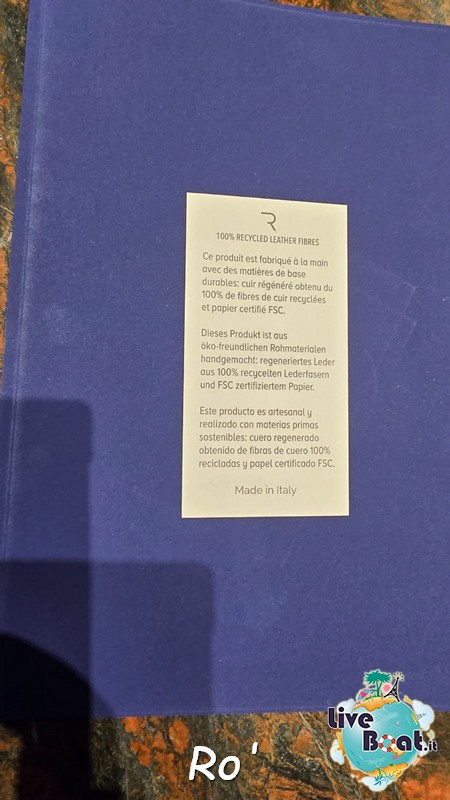 R
100% RECYCLED LEATHER FIBRES
Ce produit est fabriqué à la main
avec des matières de base
durables: cuir régénéré obtenu du
100% de fibres de cuir recyclées
et papier certifié FSC.
Dieses Produkt ist aus
öko-freundlichen Rohmaterialen
handgemacht: regeneriertes Leder
aus 100% recycelten Lederfasern
und FSC zertifiziertem Papier.
Este producto es artesanal y
realizado con materias primas
sostenibles: cuero regenerado
obtenido de fibras de cuero 100%
recicladas y papel certificado FSC.
Made in Italy
Live
Boat.it
Ro'